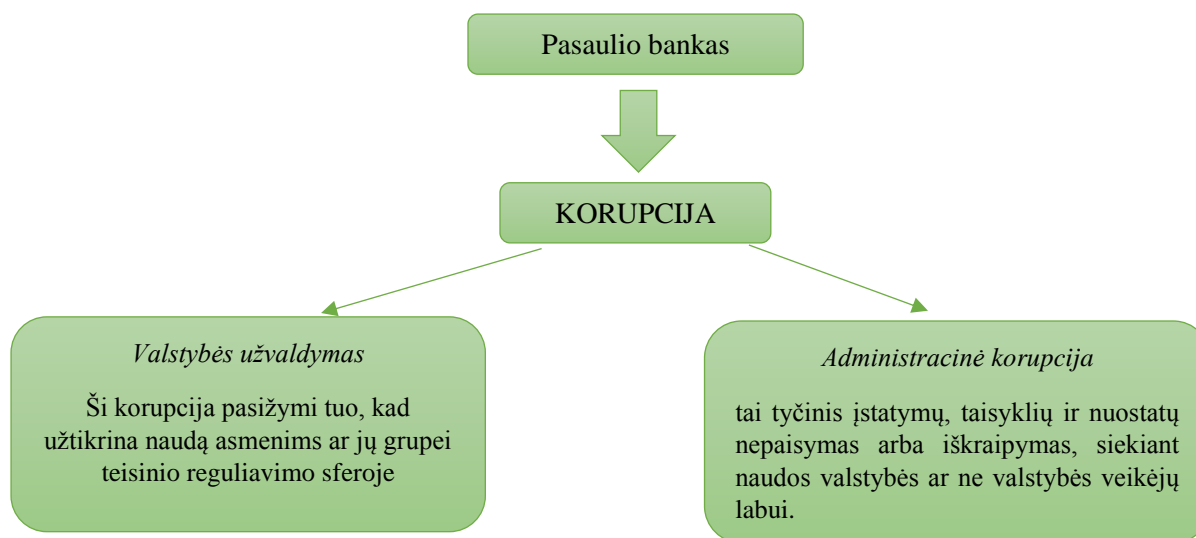 Pasaulio bankas
KORUPCIJA
Valstybės užvaldymas
Ši korupcija pasižymi tuo, kad
užtikrina naudą asmenims ar jų grupei
teisinio reguliavimo sferoje
Administracinė korupcija
tai tyčinis įstatymų, taisyklių ir nuostatų
nepaisymas arba iškraipymas, siekiant
naudos valstybės ar ne valstybės veikėjų
labui.